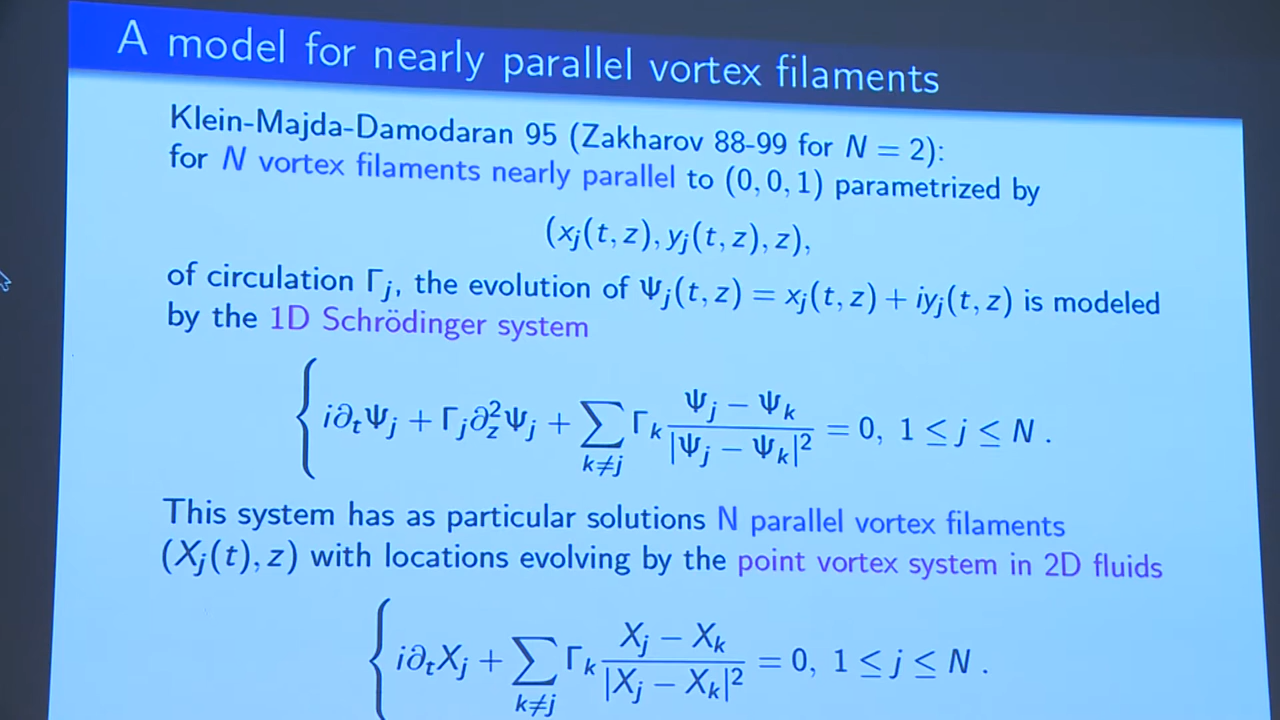 A model for nearly parallel vortex filaments
Klein-Majda-Damodaran 95 (Zakharov 88-99 for N = 2):
for N vortex filaments nearly parallel to (0, 0, 1) parametrized by
(x_j(t, z), y_j(t, z), z),
of circulation Γ_j, the evolution of Ψ_j(t, z) = x_j(t, z) + iy_j(t, z) is modeled
by the 1D Schrödinger system
{ i∂_tΨ_j + Γ_j∂_z^2Ψ_j + ∑_{k≠j} Γ_k \frac{Ψ_j − Ψ_k}{|Ψ_j − Ψ_k|^2} = 0, 1 ≤ j ≤ N .
This system has as particular solutions N parallel vortex filaments
(X_j(t), z) with locations evolving by the point vortex system in 2D fluids
{ i∂_tX_j + ∑_{k≠j} Γ_k \frac{X_j − X_k}{|X_j − X_k|^2} = 0, 1 ≤ j ≤ N .